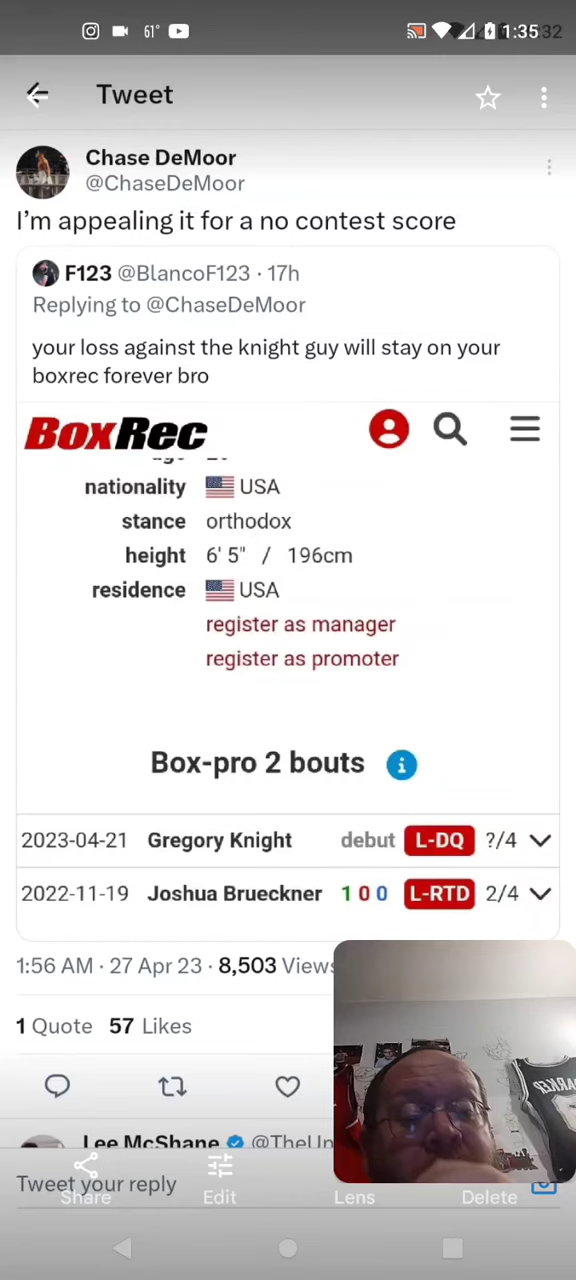 61° 1:35 32
Tweet
Chase DeMoor
@ChaseDeMoor
I'm appealing it for a no contest score
F123 @BlancoF123 · 17h
Replying to @ChaseDeMoor
your loss against the knight guy will stay on your
boxrec forever bro
BoxRec
nationality USA
stance orthodox
height 6' 5" / 196cm
residence USA
register as manager
register as promoter
Box-pro 2 bouts i
2023-04-21 Gregory Knight debut L-DQ ?/4
2022-11-19 Joshua Brueckner 1 0 0 L-RTD 2/4
1:56 AM · 27 Apr 23 · 8,503 Views
1 Quote 57 Likes
Lee McShane
Tweet your reply
Share Edit Lens Delete